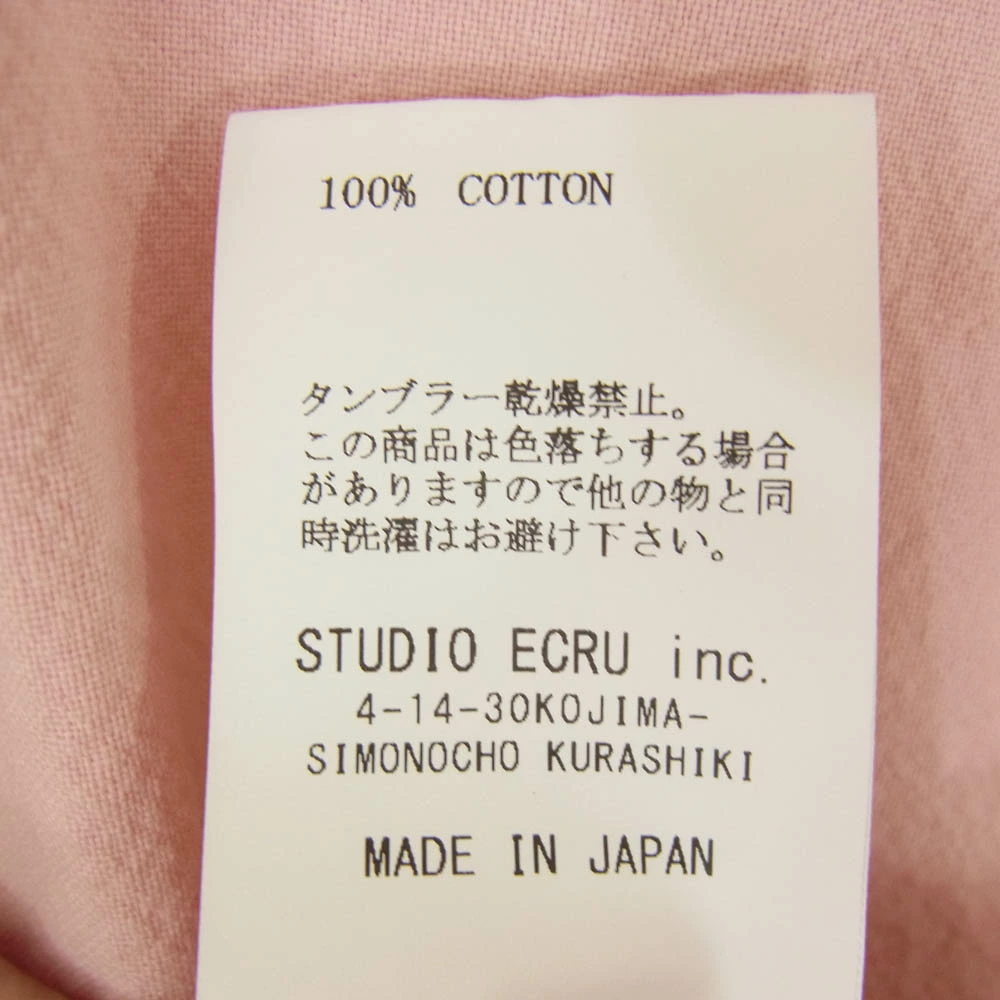 100% COTTON
タンブラー乾燥禁止。
この商品は色落ちする場合
がありますので他の物と同
時洗濯はお避け下さい。
STUDIO ECRU inc.
4-14-30KOJIMA-
SIMONOCHO KURASHIKI
MADE IN JAPAN